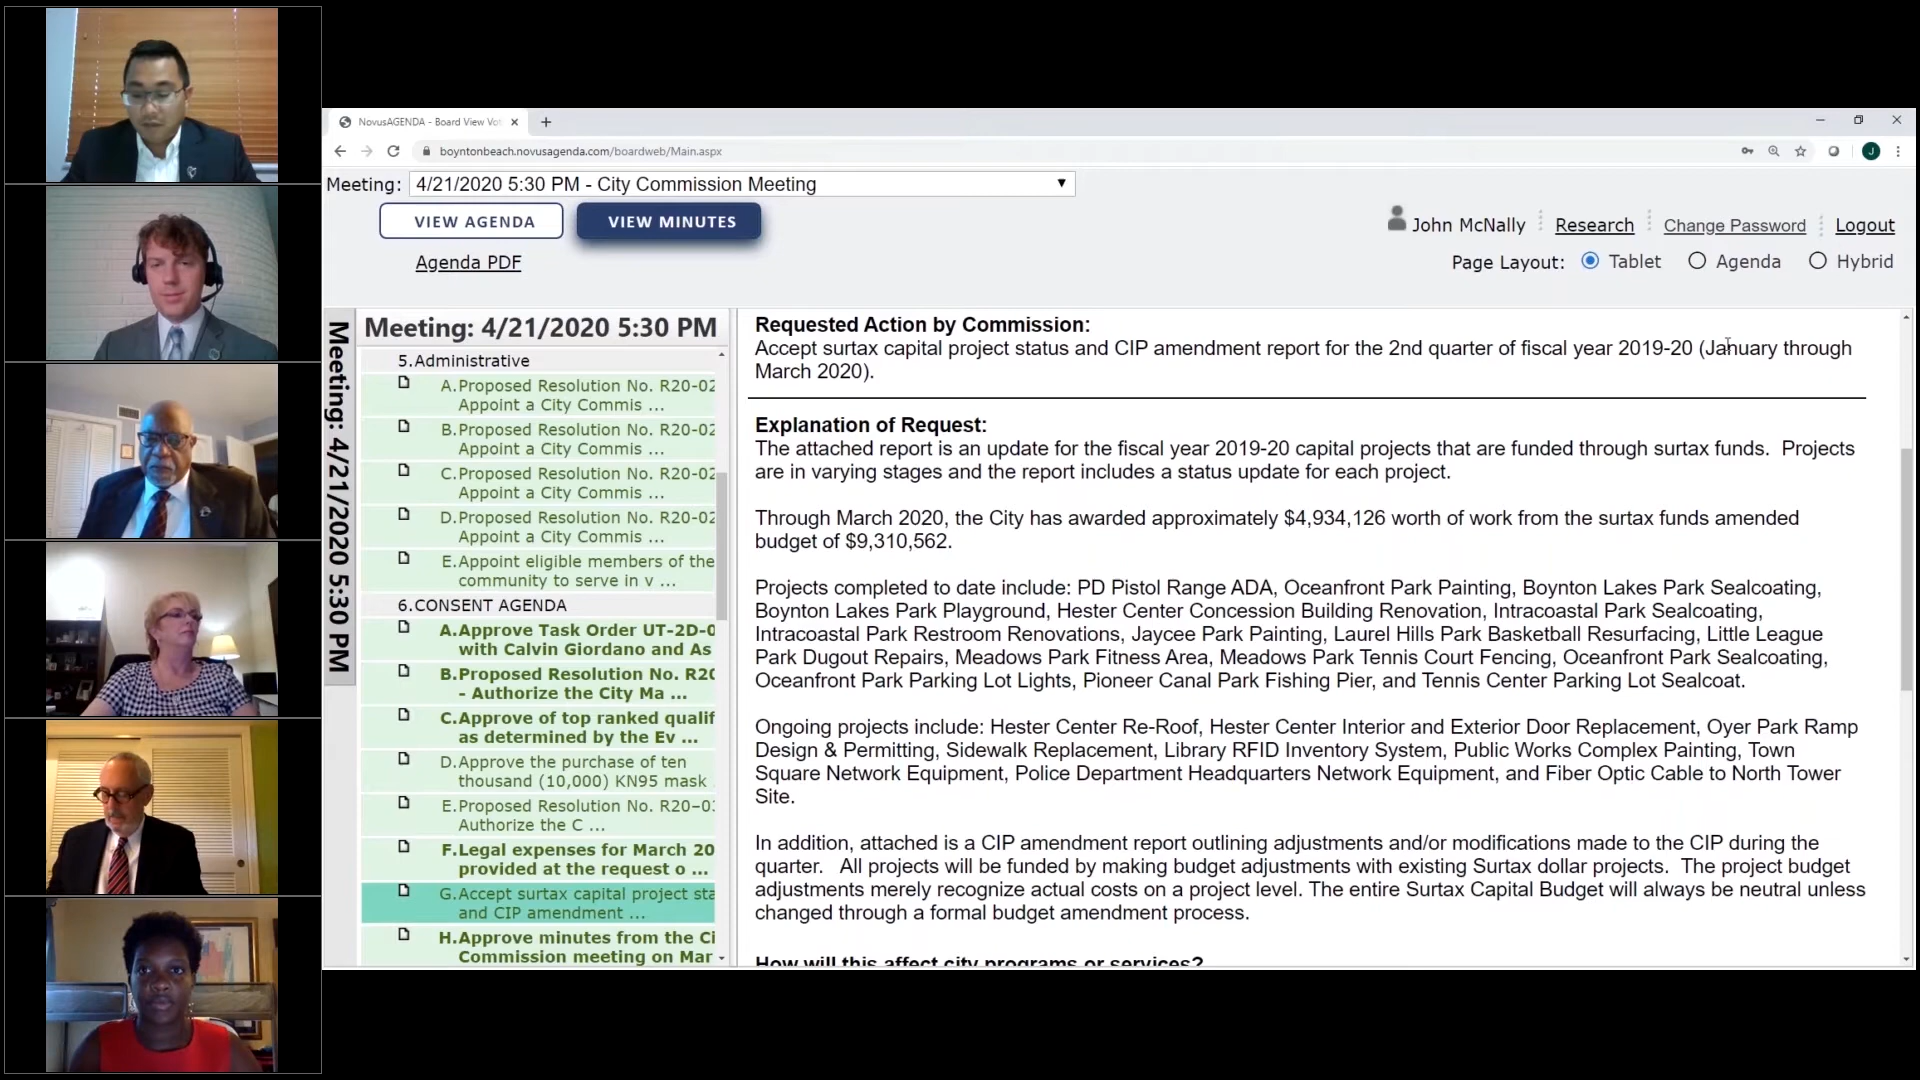 NovusAGENDA - Board View Vo
boyntonbeach.novusagenda.com/boardweb/Main.aspx
J
Meeting: 4/21/2020 5:30 PM - City Commission Meeting
VIEW AGENDA
VIEW MINUTES
Agenda PDF
John McNally
Research
Change Password
Logout
Page Layout:
Tablet
Agenda
Hybrid
Meeting: 4/21/2020 5:30 PM
Meeting: 4/21/2020 5:30 PM
5.Administrative
A.Proposed Resolution No. R20-02
Appoint a City Commis ...
B.Proposed Resolution No. R20-02
Appoint a City Commis ...
C.Proposed Resolution No. R20-02
Appoint a City Commis ...
D.Proposed Resolution No. R20-02
Appoint a City Commis ...
E.Appoint eligible members of the
community to serve in v ...
6.CONSENT AGENDA
A.Approve Task Order UT-2D-0
with Calvin Giordano and As
B.Proposed Resolution No. R20
- Authorize the City Ma ...
C.Approve of top ranked qualif
as determined by the Ev ...
D.Approve the purchase of ten
thousand (10,000) KN95 mask
E.Proposed Resolution No. R20–03
Authorize the C ...
F.Legal expenses for March 20
provided at the request o ...
G.Accept surtax capital project sta
and CIP amendment ...
H.Approve minutes from the Ci
Commission meeting on Mar
Requested Action by Commission:
Accept surtax capital project status and CIP amendment report for the 2nd quarter of fiscal year 2019-20 (January through
March 2020).
Explanation of Request:
The attached report is an update for the fiscal year 2019-20 capital projects that are funded through surtax funds.  Projects
are in varying stages and the report includes a status update for each project.
Through March 2020, the City has awarded approximately $4,934,126 worth of work from the surtax funds amended
budget of $9,310,562.
Projects completed to date include: PD Pistol Range ADA, Oceanfront Park Painting, Boynton Lakes Park Sealcoating,
Boynton Lakes Park Playground, Hester Center Concession Building Renovation, Intracoastal Park Sealcoating,
Intracoastal Park Restroom Renovations, Jaycee Park Painting, Laurel Hills Park Basketball Resurfacing, Little League
Park Dugout Repairs, Meadows Park Fitness Area, Meadows Park Tennis Court Fencing, Oceanfront Park Sealcoating,
Oceanfront Park Parking Lot Lights, Pioneer Canal Park Fishing Pier, and Tennis Center Parking Lot Sealcoat.
Ongoing projects include: Hester Center Re-Roof, Hester Center Interior and Exterior Door Replacement, Oyer Park Ramp
Design & Permitting, Sidewalk Replacement, Library RFID Inventory System, Public Works Complex Painting, Town
Square Network Equipment, Police Department Headquarters Network Equipment, and Fiber Optic Cable to North Tower
Site.
In addition, attached is a CIP amendment report outlining adjustments and/or modifications made to the CIP during the
quarter.   All projects will be funded by making budget adjustments with existing Surtax dollar projects.  The project budget
adjustments merely recognize actual costs on a project level. The entire Surtax Capital Budget will always be neutral unless
changed through a formal budget amendment process.
How will this affect city programs or services?